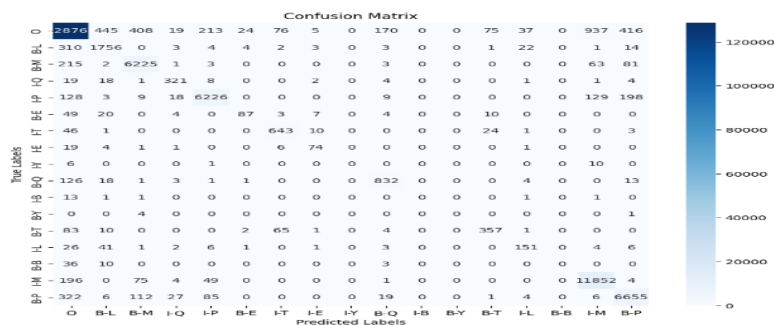 Confusion Matrix
O 2876 445 408 19 213 24 76 5 0 170 0 0 75 37 0 937 416
B-L 310 1756 0 3 4 4 2 3 0 3 0 0 1 22 0 1 14
B-M 215 2 6225 1 3 0 0 0 0 3 0 0 0 0 0 63 81
I-Q 19 18 1 321 8 0 0 2 0 4 0 0 0 1 0 1 4
I-P 128 3 9 18 6226 0 0 0 0 9 0 0 0 0 0 129 198
B-E 49 20 0 4 0 87 3 7 0 4 0 0 10 0 0 0 0
I-T 46 1 0 0 0 0 643 10 0 0 0 0 24 1 0 0 3
I-E 19 4 1 1 0 0 6 74 0 0 0 0 0 1 0 0 0
I-Y 6 0 0 0 1 0 0 0 0 0 0 0 0 0 0 10 0
B-Q 126 18 1 3 1 1 0 0 0 832 0 0 0 4 0 0 13
I-B 13 1 1 0 0 0 0 0 0 0 0 0 0 1 0 1 0
B-Y 0 0 4 0 0 0 0 0 0 0 0 0 0 0 0 0 1
B-T 83 10 0 0 0 2 65 1 0 4 0 0 357 1 0 0 0
I-L 26 41 1 2 6 1 0 1 0 3 0 0 0 151 0 4 6
B-B 36 10 0 0 0 0 0 0 0 3 0 0 0 0 0 0 0
I-M 196 0 75 4 49 0 0 0 0 0 0 0 0 0 0 11852 4
B-P 322 6 112 27 85 0 0 0 0 19 0 0 1 4 0 6 6655
O B-L B-M I-Q I-P B-E I-T I-E I-Y B-Q I-B B-Y B-T I-L B-B I-M B-P
Predicted Labels
True Labels
120000
100000
80000
60000
40000
20000
0